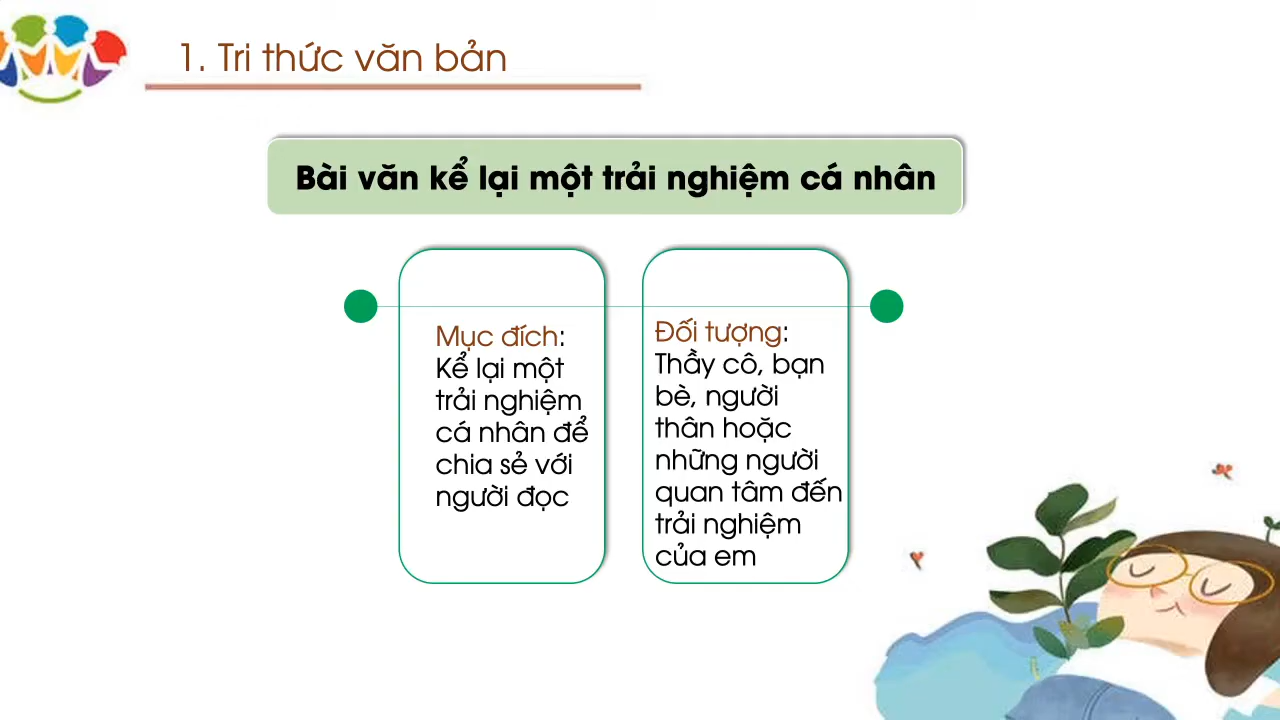 1. Tri thức văn bản
Bài văn kể lại một trải nghiệm cá nhân
Mục đích:
Kể lại một
trải nghiệm
cá nhân để
chia sẻ với
người đọc
Đối tượng:
Thầy cô, bạn
bè, người
thân hoặc
những người
quan tâm đến
trải nghiệm
của em